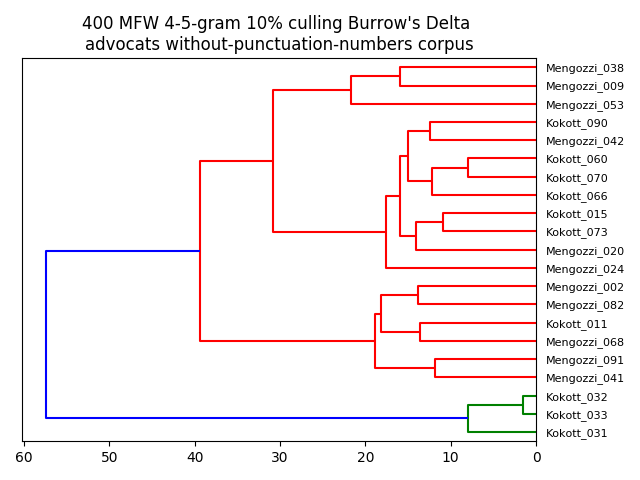 400 MFW 4-5-gram 10% culling Burrow's Delta
advocats without-punctuation-numbers corpus
Mengozzi_038
Mengozzi_009
Mengozzi_053
Kokott_090
Mengozzi_042
Kokott_060
Kokott_070
Kokott_066
Kokott_015
Kokott_073
Mengozzi_020
Mengozzi_024
Mengozzi_002
Mengozzi_082
Kokott_011
Mengozzi_068
Mengozzi_091
Mengozzi_041
Kokott_032
Kokott_033
Kokott_031
60 50 40 30 20 10 0